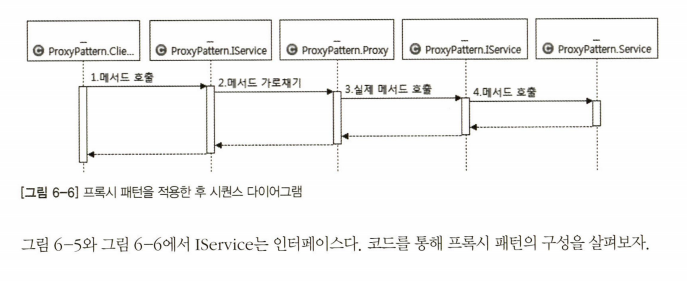 ProxyPattern.Clie...
ProxyPattern.IService
ProxyPattern.Proxy
ProxyPattern.IService
ProxyPattern.Service
1.메서드 호출
2.메서드 가로채기
3.실제 메서드 호출
4.메서드 호출
[그림 6-6] 프록시 패턴을 적용한 후 시퀀스 다이어그램
그림 6-5와 그림 6-6에서 IService는 인터페이스다. 코드를 통해 프록시 패턴의 구성을 살펴보자.